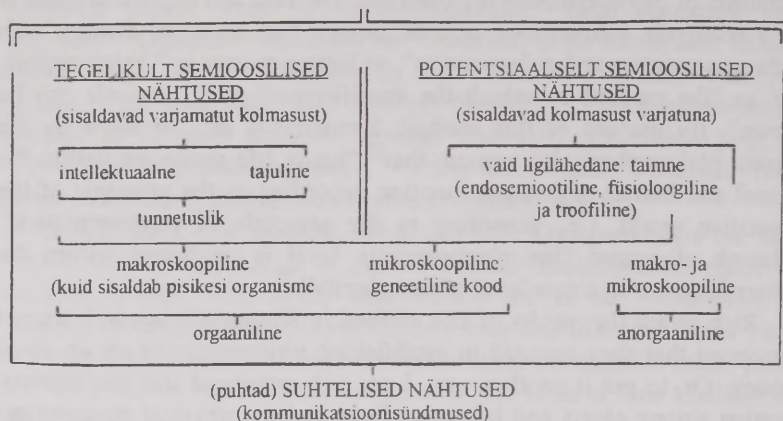 TEGELIKULT SEMIOOSILISED
NÄHTUSED
(sisaldavad varjamatut kolmasust)
intellektuaalne tajuline
tunnetuslik
POTENTSIAALSELT SEMIOOSILISED
NÄHTUSED
(sisaldavad kolmasust varjatuna)
vaid ligilähedane: taimne
(endosemiootiline, füsioloogiline
ja troofiline)
makroskoopiline
(kuid sisaldab pisikesi organisme
mikroskoopiline
geneetiline kood)
makro- ja
mikroskoopiline
orgaaniline
anorgaaniline
(puhtad) SUHTELISED NÄHTUSED
(kommunikatsioonisündmused)